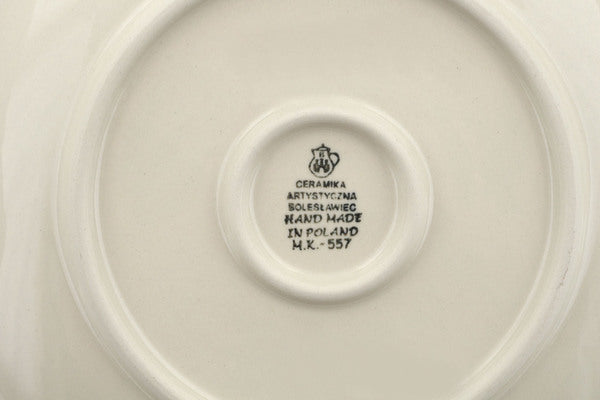 B
CERAMIKA
ARTYSTYCZNA
BOLESŁAWIEC
HAND MADE
IN POLAND
M.K.-557